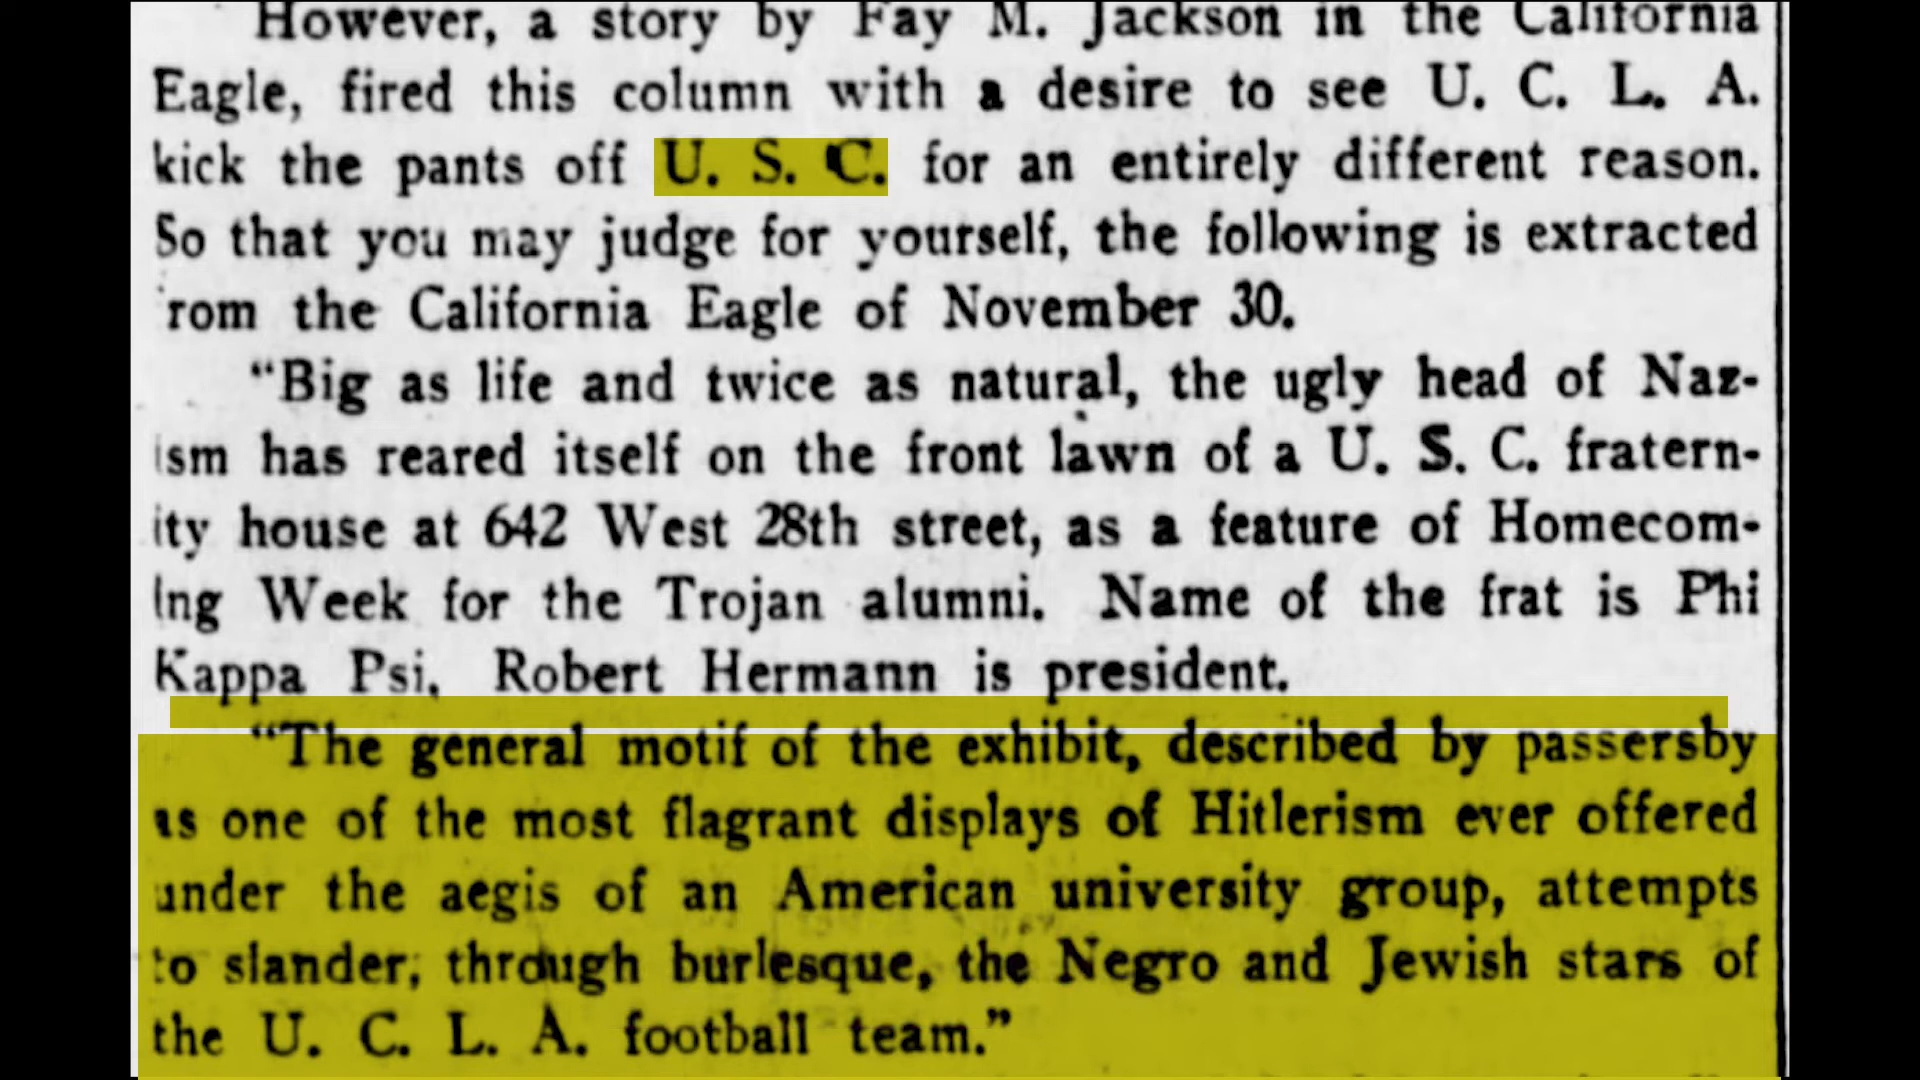 However, a story by Fay M. Jackson in the California
Eagle, fired this column with a desire to see U. C. L. A.
kick the pants off U. S. C. for an entirely different reason.
So that you may judge for yourself, the following is extracted
rom the California Eagle of November 30.
“Big as life and twice as natural, the ugly head of Naz-
ism has reared itself on the front lawn of a U. S. C. fratern-
ity house at 642 West 28th street, as a feature of Homecom-
ing Week for the Trojan alumni. Name of the frat is Phi
Kappa Psi. Robert Hermann is president.
“The general motif of the exhibit, described by passersby
as one of the most flagrant displays of Hitlerism ever offered
under the aegis of an American university group, attempts
to slander, through burlesque, the Negro and Jewish stars of
the U. C. L. A. football team.”